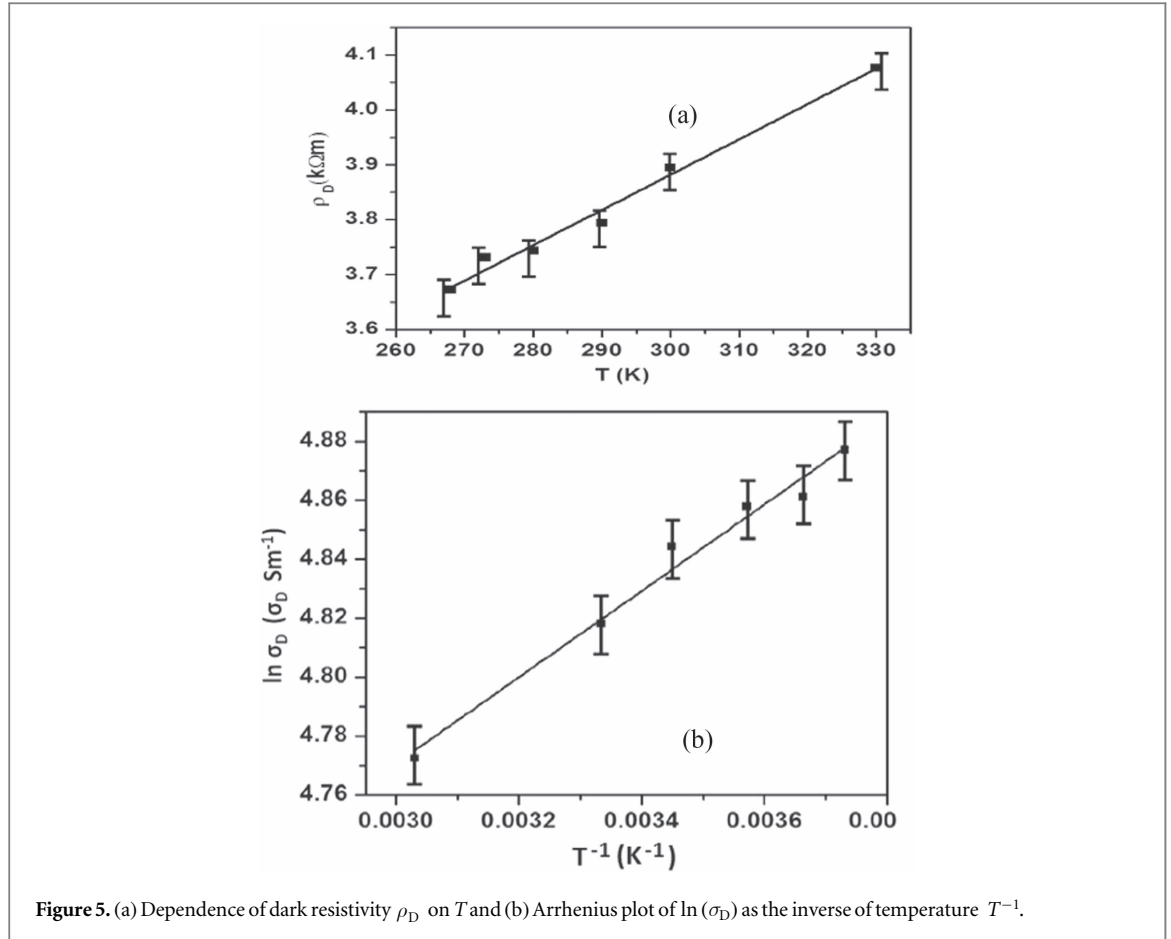 4.1
4.0
3.9
3.8
3.7
3.6
ρD(kΩm)
(a)
260 270 280 290 300 310 320 330
T (K)
4.88
4.86
4.84
4.82
4.80
4.78
4.76
ln σD (σD Sm-1)
(b)
0.0030 0.0032 0.0034 0.0036 0.00
T-1 (K-1)
Figure 5. (a) Dependence of dark resistivity ρD on T and (b) Arrhenius plot of ln (σD) as the inverse of temperature T−1.